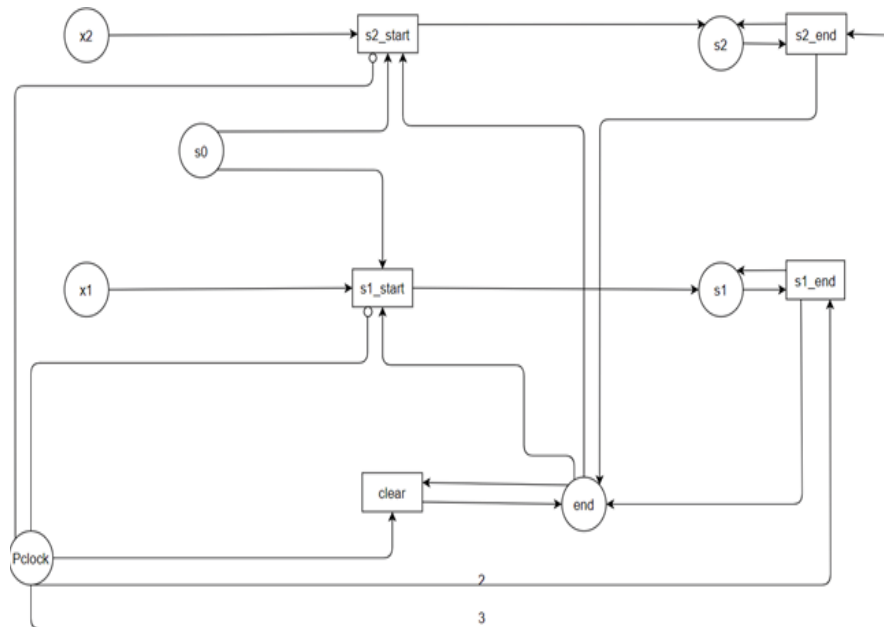 x2
s2_start
s2
s2_end
s0
x1
s1_start
s1
s1_end
clear
end
Pclock
2
3